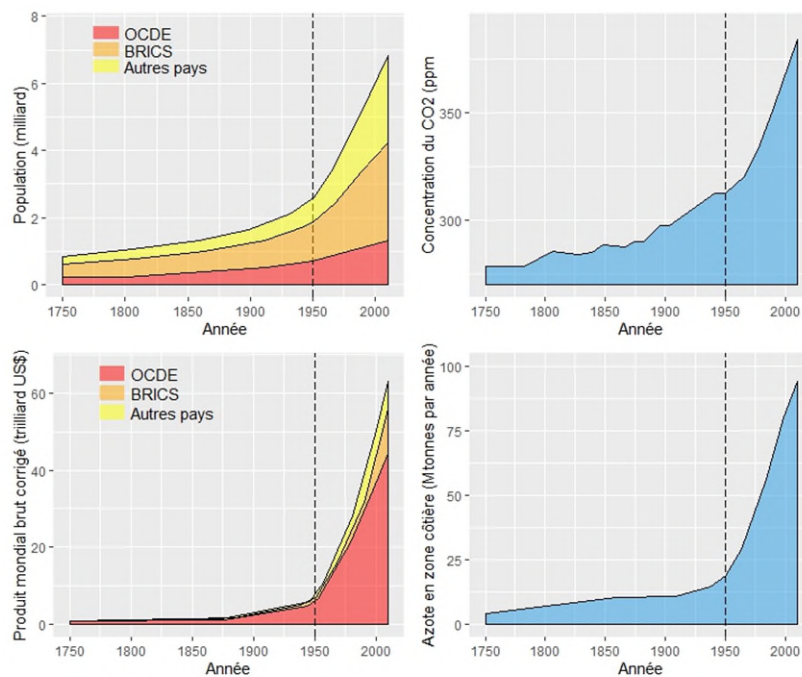 8
6
4
2
0
Population (milliard)
OCDE
BRICS
Autres pays
1750 1800 1850 1900 1950 2000
Année
350
300
Concentration du CO2 (ppm
1750 1800 1850 1900 1950 2000
Année
60
40
20
0
Produit mondial brut corrigé (trilliard US$)
OCDE
BRICS
Autres pays
1750 1800 1850 1900 1950 2000
Année
100
75
50
25
0
Azote en zone côtière (Mtonnes par année)
1750 1800 1850 1900 1950 2000
Année